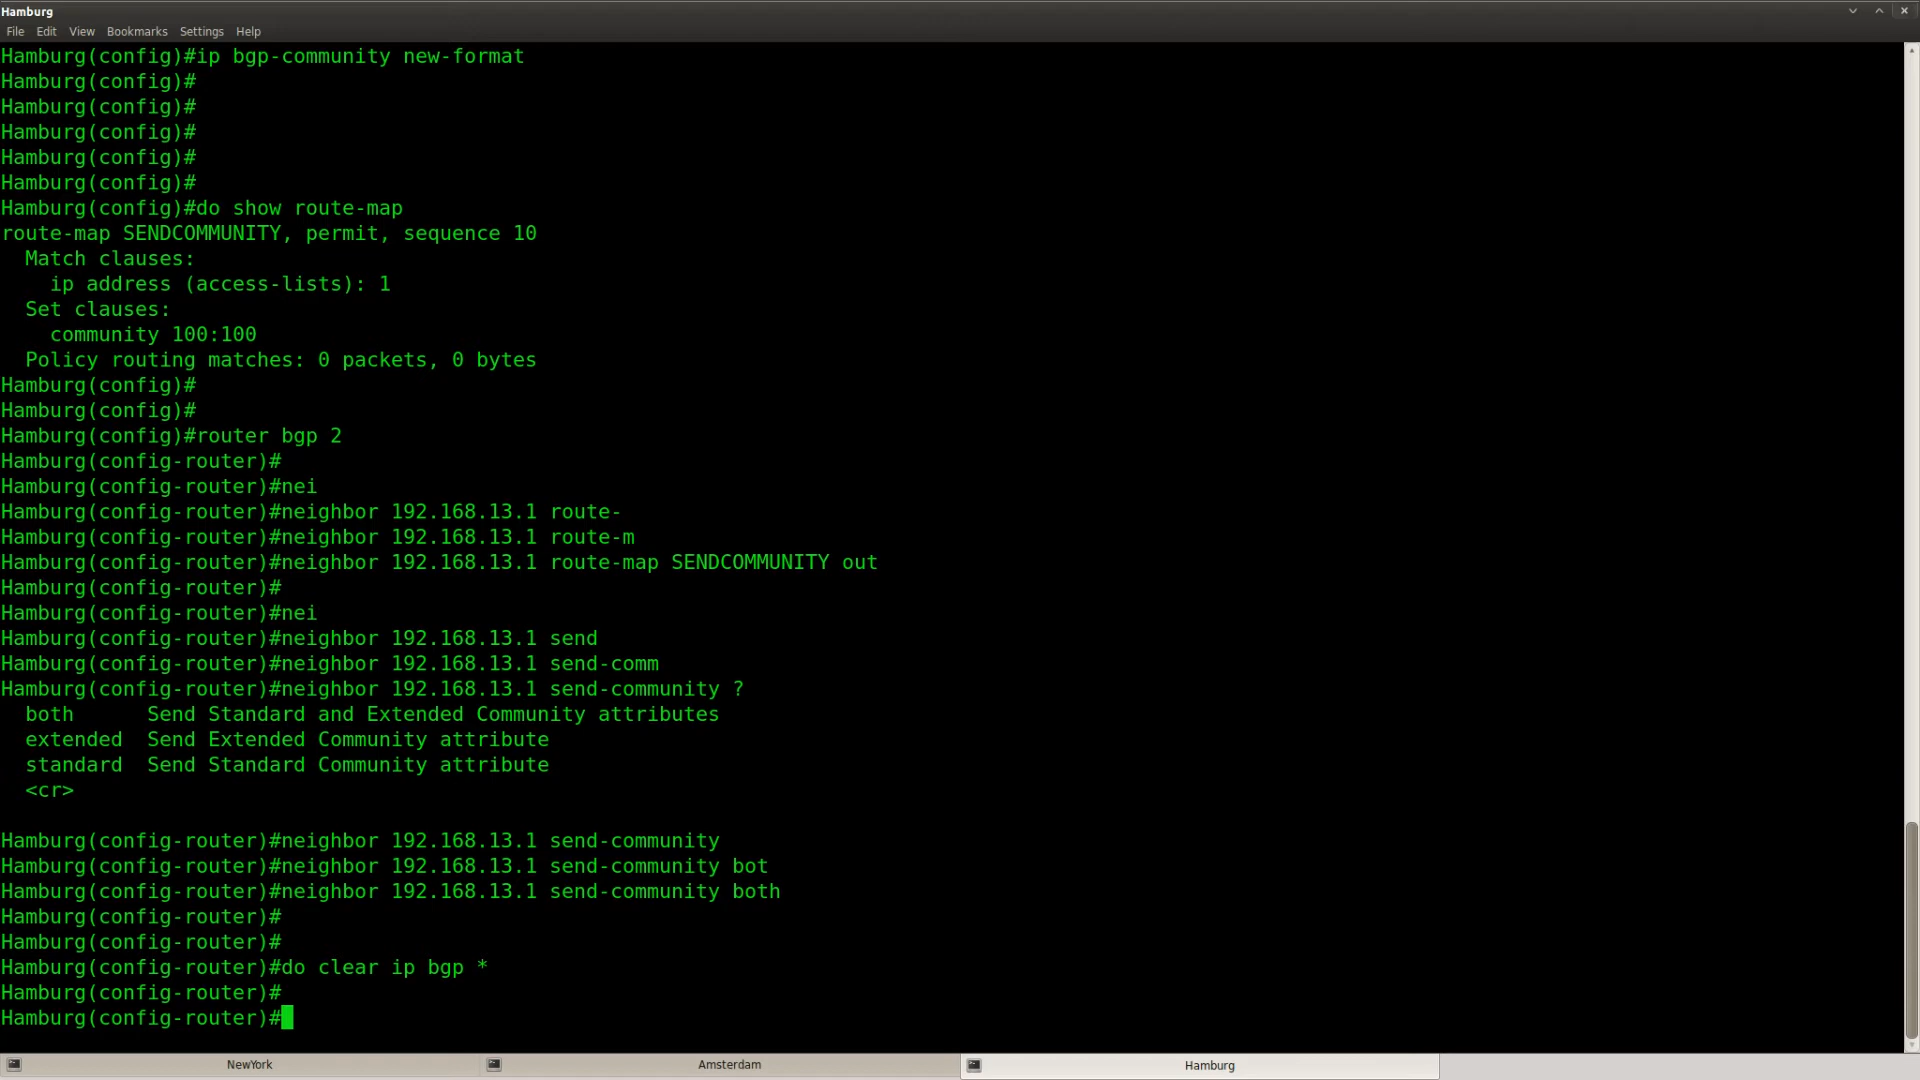 Hamburg
File Edit View Bookmarks Settings Help
Hamburg(config)#ip bgp-community new-format
Hamburg(config)#
Hamburg(config)#
Hamburg(config)#
Hamburg(config)#
Hamburg(config)#
Hamburg(config)#do show route-map
route-map SENDCOMMUNITY, permit, sequence 10
  Match clauses:
    ip address (access-lists): 1
  Set clauses:
    community 100:100
  Policy routing matches: 0 packets, 0 bytes
Hamburg(config)#
Hamburg(config)#
Hamburg(config)#router bgp 2
Hamburg(config-router)#
Hamburg(config-router)#nei
Hamburg(config-router)#neighbor 192.168.13.1 route-
Hamburg(config-router)#neighbor 192.168.13.1 route-m
Hamburg(config-router)#neighbor 192.168.13.1 route-map SENDCOMMUNITY out
Hamburg(config-router)#
Hamburg(config-router)#nei
Hamburg(config-router)#neighbor 192.168.13.1 send
Hamburg(config-router)#neighbor 192.168.13.1 send-comm
Hamburg(config-router)#neighbor 192.168.13.1 send-community ?
  both      Send Standard and Extended Community attributes
  extended  Send Extended Community attribute
  standard  Send Standard Community attribute
  <cr>
Hamburg(config-router)#neighbor 192.168.13.1 send-community
Hamburg(config-router)#neighbor 192.168.13.1 send-community bot
Hamburg(config-router)#neighbor 192.168.13.1 send-community both
Hamburg(config-router)#
Hamburg(config-router)#
Hamburg(config-router)#do clear ip bgp *
Hamburg(config-router)#
Hamburg(config-router)#
NewYork Amsterdam Hamburg